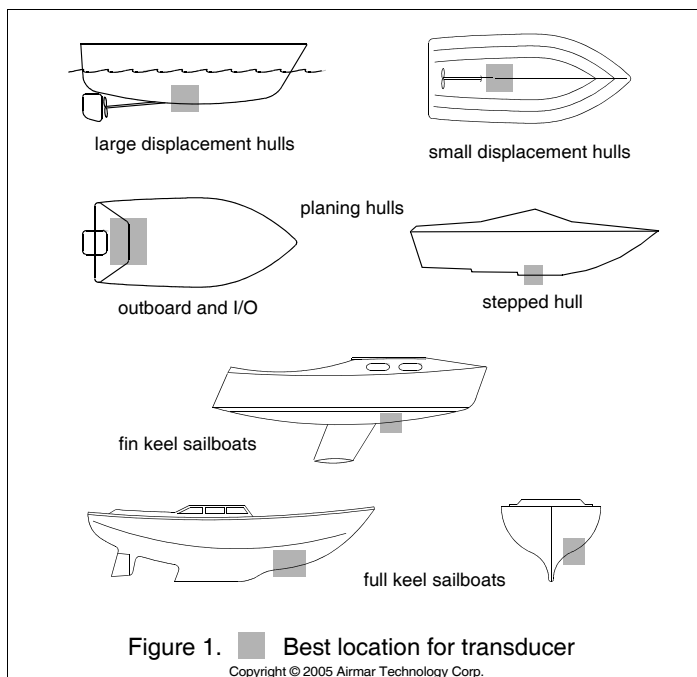 large displacement hulls
small displacement hulls
planing hulls
outboard and I/O
stepped hull
fin keel sailboats
full keel sailboats
Figure 1. Best location for transducer
Copyright © 2005 Airmar Technology Corp.